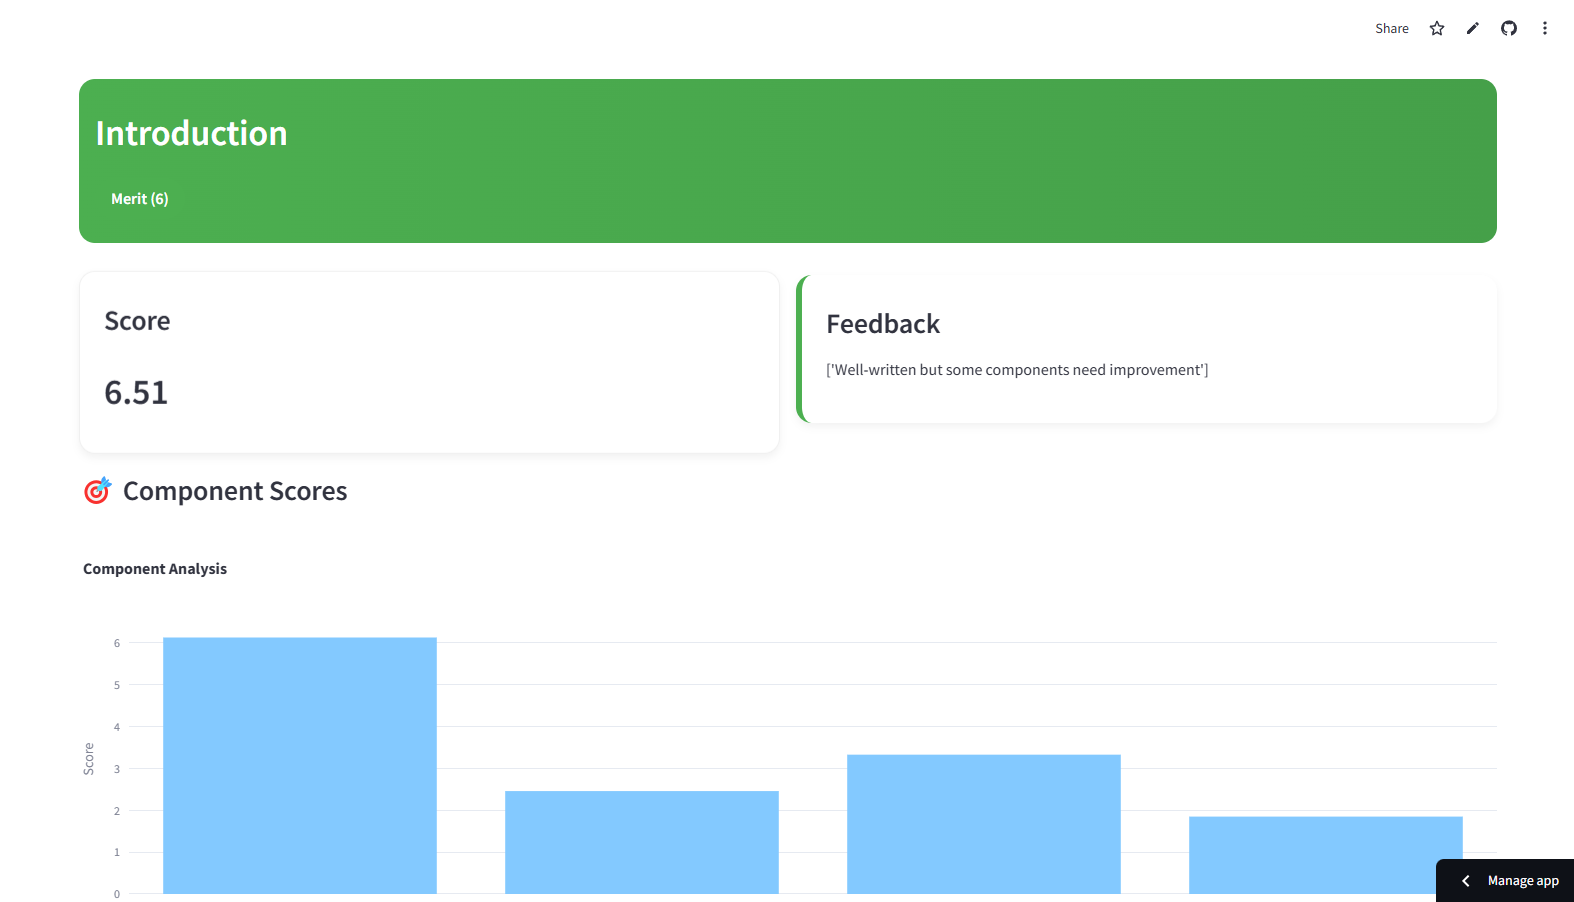 Share
Introduction
Merit (6)
Score
6.51
Feedback
['Well-written but some components need improvement']
Component Scores
Component Analysis
6
5
4
3
2
1
0
Score
Manage app